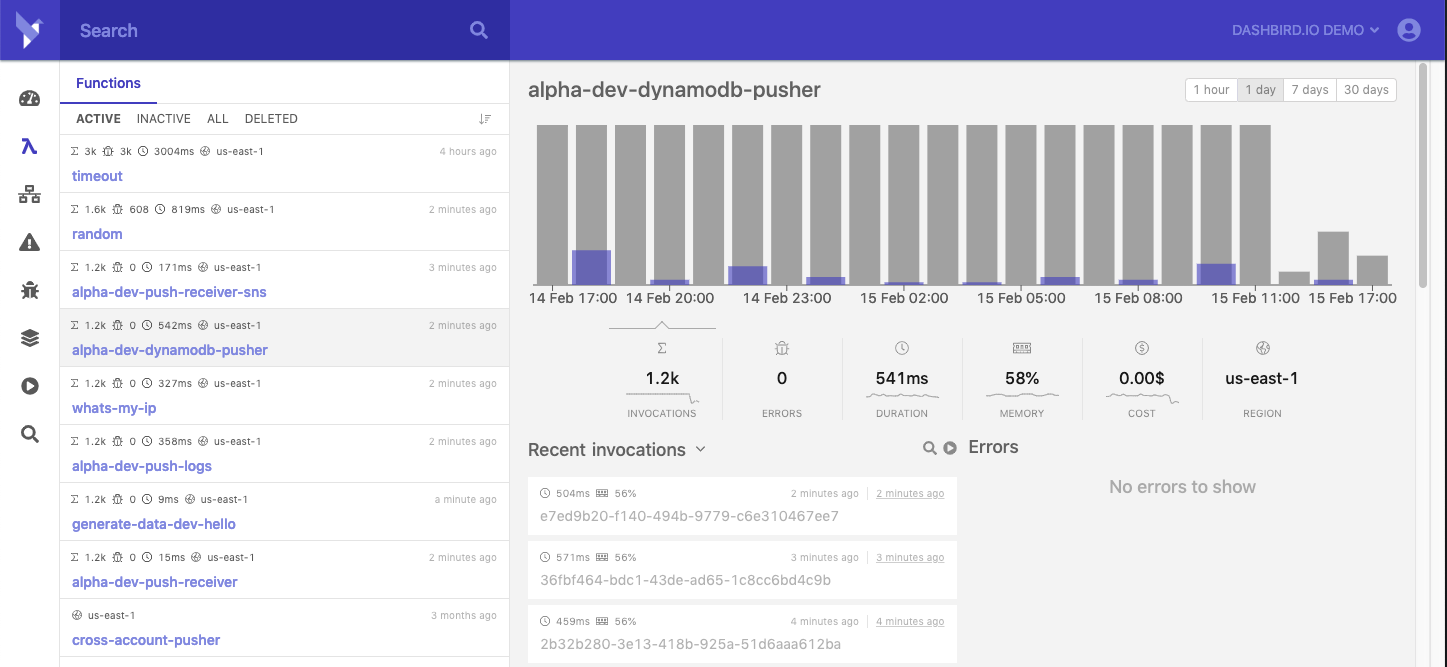 Search
DASHBIRD.IO DEMO
Functions
ACTIVE INACTIVE ALL DELETED
3k 3k 3004ms us-east-1 4 hours ago
timeout
1.6k 608 819ms us-east-1 2 minutes ago
random
1.2k 0 171ms us-east-1 3 minutes ago
alpha-dev-push-receiver-sns
1.2k 0 542ms us-east-1 2 minutes ago
alpha-dev-dynamodb-pusher
1.2k 0 327ms us-east-1 2 minutes ago
whats-my-ip
1.2k 0 358ms us-east-1 2 minutes ago
alpha-dev-push-logs
1.2k 0 9ms us-east-1 a minute ago
generate-data-dev-hello
1.2k 0 15ms us-east-1 2 minutes ago
alpha-dev-push-receiver
us-east-1 3 months ago
cross-account-pusher
alpha-dev-dynamodb-pusher
1 hour 1 day 7 days 30 days
14 Feb 17:00 14 Feb 20:00 14 Feb 23:00 15 Feb 02:00 15 Feb 05:00 15 Feb 08:00 15 Feb 11:00 15 Feb 17:00
1.2k 0 541ms 58% 0.00$ us-east-1
INVOCATIONS ERRORS DURATION MEMORY COST REGION
Recent invocations
504ms 56% 2 minutes ago 2 minutes ago
e7ed9b20-f140-494b-9779-c6e310467ee7
571ms 56% 3 minutes ago 3 minutes ago
36fbf464-bdc1-43de-ad65-1c8cc6bd4c9b
459ms 56% 4 minutes ago 4 minutes ago
2b32b280-3e13-418b-925a-51d6aaa612ba
Errors
No errors to show